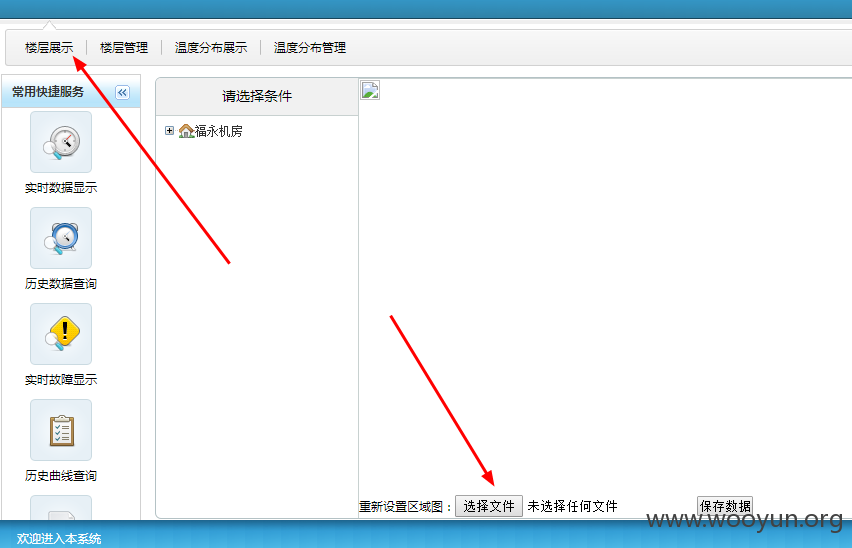 楼层展示 楼层管理 温度分布展示 温度分布管理
常用快捷服务
请选择条件
福永机房
实时数据显示
历史数据查询
实时故障显示
历史曲线查询
重新设置区域图： 选择文件 未选择任何文件 保存数据
www.wooyun.org
欢迎进入本系统